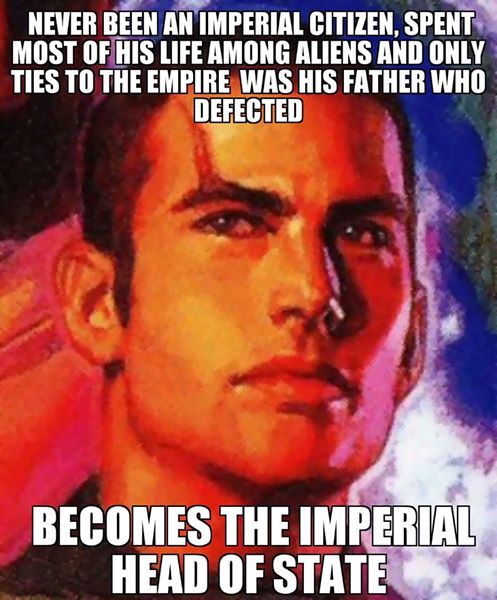 NEVER BEEN AN IMPERIAL CITIZEN, SPENT
MOST OF HIS LIFE AMONG ALIENS AND ONLY
TIES TO THE EMPIRE WAS HIS FATHER WHO
DEFECTED
BECOMES THE IMPERIAL
HEAD OF STATE